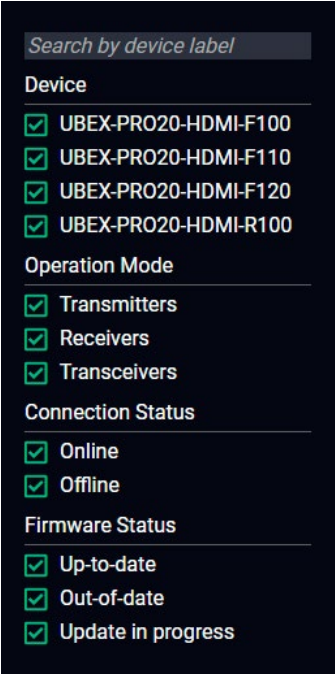 Search by device label
Device
UBEX-PRO20-HDMI-F100
UBEX-PRO20-HDMI-F110
UBEX-PRO20-HDMI-F120
UBEX-PRO20-HDMI-R100
Operation Mode
Transmitters
Receivers
Transceivers
Connection Status
Online
Offline
Firmware Status
Up-to-date
Out-of-date
Update in progress